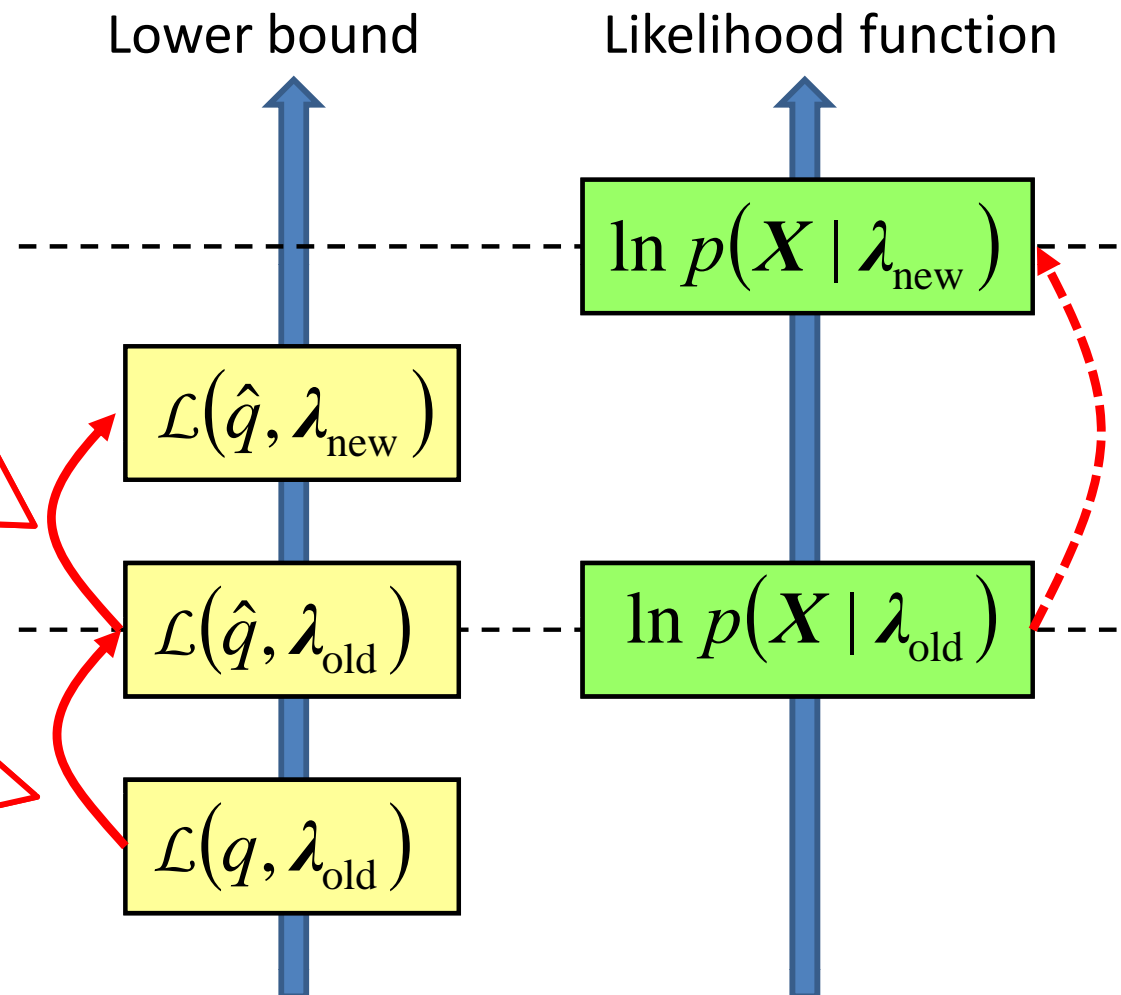 Lower bound
Likelihood function
ln p(X | λ_new)
ℒ(q̂, λ_new)
ℒ(q̂, λ_old)
ln p(X | λ_old)
ℒ(q, λ_old)